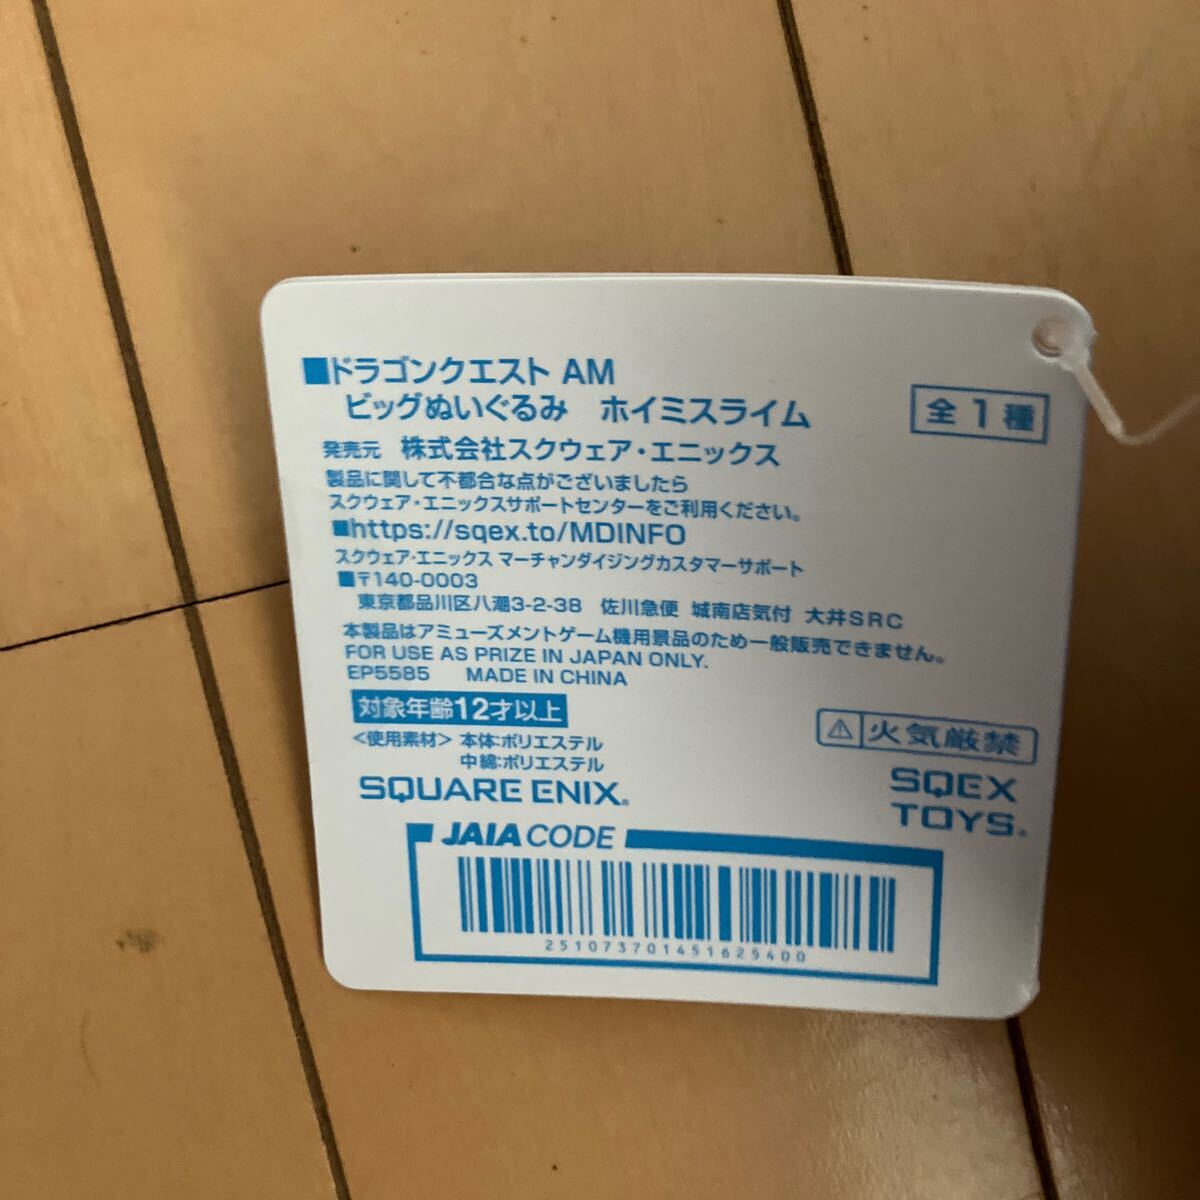 ■ドラゴンクエスト AM
ビッグぬいぐるみ　ホイミスライム
全1種
発売元　株式会社スクウェア・エニックス
製品に関して不都合な点がございましたら
スクウェア・エニックスサポートセンターをご利用ください。
■https://sqex.to/MDINFO
スクウェア・エニックス マーチャンダイジングカスタマーサポート
■〒140-0003
東京都品川区八潮3-2-38　佐川急便 城南店気付 大井SRC
本製品はアミューズメントゲーム機用景品のため一般販売できません。
FOR USE AS PRIZE IN JAPAN ONLY.
EP5585　MADE IN CHINA
対象年齢12才以上
⚠火気厳禁
<使用素材> 本体:ポリエステル
中綿:ポリエステル
SQUARE ENIX®
SQEX
TOYS®
JAIA CODE
251073701451625400